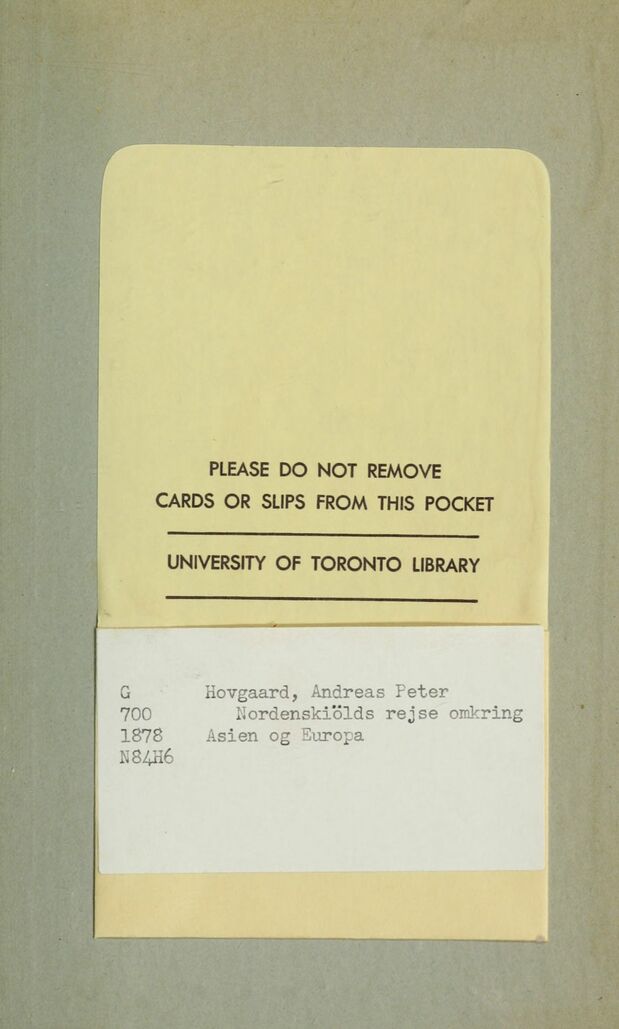 PLEASE DO NOT REMOVE
CARDS OR SLIPS FROM THIS POCKET
UNIVERSITY OF TORONTO LIBRARY
G Hovgaard, Andreas Peter
700 Nordenskiölds rejse omkring
1878 Asien og Europa
N84H6